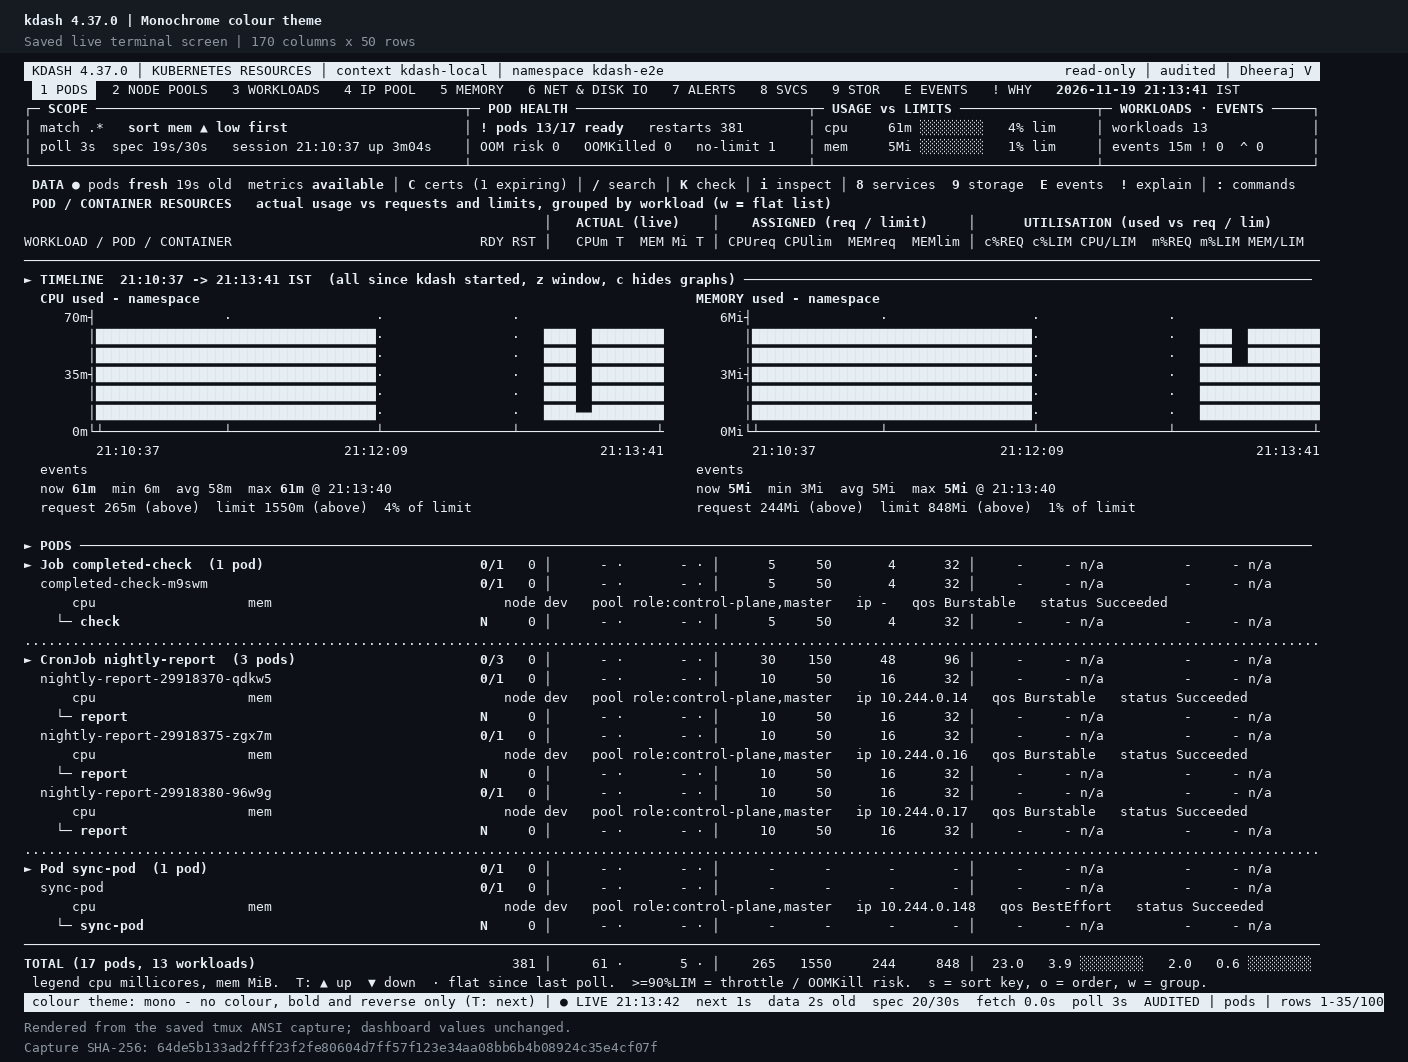 kdash 4.37.0 | Monochrome colour theme
Saved live terminal screen | 170 columns x 50 rows
KDASH 4.37.0 │ KUBERNETES RESOURCES │ context kdash-local │ namespace kdash-e2e read-only │ audited │ Dheeraj V
1 PODS 2 NODE POOLS 3 WORKLOADS 4 IP POOL 5 MEMORY 6 NET & DISK IO 7 ALERTS 8 SVCS 9 STOR E EVENTS ! WHY 2026-11-19 21:13:41 IST
SCOPE POD HEALTH USAGE vs LIMITS WORKLOADS · EVENTS
match .* sort mem ▲ low first │ ! pods 13/17 ready restarts 381 │ cpu 61m ░░░░░░░░ 4% lim │ workloads 13
poll 3s spec 19s/30s session 21:10:37 up 3m04s │ OOM risk 0 OOMKilled 0 no-limit 1 │ mem 5Mi ░░░░░░░░ 1% lim │ events 15m ! 0 ^ 0
DATA ● pods fresh 19s old metrics available │ C certs (1 expiring) │ / search │ K check │ i inspect │ 8 services 9 storage E events ! explain │ : commands
POD / CONTAINER RESOURCES actual usage vs requests and limits, grouped by workload (w = flat list)
│ ACTUAL (live) │ ASSIGNED (req / limit) │ UTILISATION (used vs req / lim)
WORKLOAD / POD / CONTAINER RDY RST │ CPUm T MEM Mi T │ CPUreq CPUlim MEMreq MEMlim │ c%REQ c%LIM CPU/LIM m%REQ m%LIM MEM/LIM
► TIMELINE 21:10:37 -> 21:13:41 IST (all since kdash started, z window, c hides graphs)
CPU used - namespace MEMORY used - namespace
70m 6Mi
35m 3Mi
0m 0Mi
21:10:37 21:12:09 21:13:41 21:10:37 21:12:09 21:13:41
events events
now 61m min 6m avg 58m max 61m @ 21:13:40 now 5Mi min 3Mi avg 5Mi max 5Mi @ 21:13:40
request 265m (above) limit 1550m (above) 4% of limit request 244Mi (above) limit 848Mi (above) 1% of limit
► PODS
► Job completed-check (1 pod) 0/1 0 │ - · - · │ 5 50 4 32 │ - - n/a - - n/a
completed-check-m9swm 0/1 0 │ - · - · │ 5 50 4 32 │ - - n/a - - n/a
cpu mem node dev pool role:control-plane,master ip - qos Burstable status Succeeded
└─ check N 0 │ - · - · │ 5 50 4 32 │ - - n/a - - n/a
► CronJob nightly-report (3 pods) 0/3 0 │ - · - · │ 30 150 48 96 │ - - n/a - - n/a
nightly-report-29918370-qdkw5 0/1 0 │ - · - · │ 10 50 16 32 │ - - n/a - - n/a
cpu mem node dev pool role:control-plane,master ip 10.244.0.14 qos Burstable status Succeeded
└─ report N 0 │ - · - · │ 10 50 16 32 │ - - n/a - - n/a
nightly-report-29918375-zgx7m 0/1 0 │ - · - · │ 10 50 16 32 │ - - n/a - - n/a
cpu mem node dev pool role:control-plane,master ip 10.244.0.16 qos Burstable status Succeeded
└─ report N 0 │ - · - · │ 10 50 16 32 │ - - n/a - - n/a
nightly-report-29918380-96w9g 0/1 0 │ - · - · │ 10 50 16 32 │ - - n/a - - n/a
cpu mem node dev pool role:control-plane,master ip 10.244.0.17 qos Burstable status Succeeded
└─ report N 0 │ - · - · │ 10 50 16 32 │ - - n/a - - n/a
► Pod sync-pod (1 pod) 0/1 0 │ - · - · │ - - - - │ - - n/a - - n/a
sync-pod 0/1 0 │ - · - · │ - - - - │ - - n/a - - n/a
cpu mem node dev pool role:control-plane,master ip 10.244.0.148 qos BestEffort status Succeeded
└─ sync-pod N 0 │ - · - · │ - - - - │ - - n/a - - n/a
TOTAL (17 pods, 13 workloads) 381 │ 61 · 5 · │ 265 1550 244 848 │ 23.0 3.9 ░░░░░░░░ 2.0 0.6 ░░░░░░░░
legend cpu millicores, mem MiB. T: ▲ up ▼ down · flat since last poll. >=90%LIM = throttle / OOMKill risk. s = sort key, o = order, w = group.
colour theme: mono - no colour, bold and reverse only (T: next) | ● LIVE 21:13:42 next 1s data 2s old spec 20/30s fetch 0.0s poll 3s AUDITED | pods | rows 1-35/100
Rendered from the saved tmux ANSI capture; dashboard values unchanged.
Capture SHA-256: 64de5b133ad2fff23f2fe80604d7ff57f123e34aa08bb6b4b08924c35e4cf07f